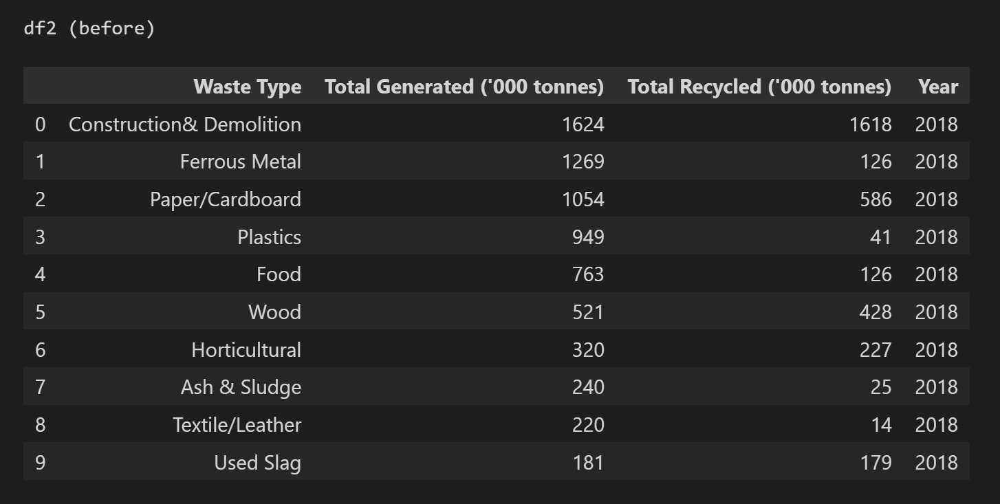 df2 (before)
Waste Type Total Generated ('000 tonnes) Total Recycled ('000 tonnes) Year
0 Construction& Demolition 1624 1618 2018
1 Ferrous Metal 1269 126 2018
2 Paper/Cardboard 1054 586 2018
3 Plastics 949 41 2018
4 Food 763 126 2018
5 Wood 521 428 2018
6 Horticultural 320 227 2018
7 Ash & Sludge 240 25 2018
8 Textile/Leather 220 14 2018
9 Used Slag 181 179 2018